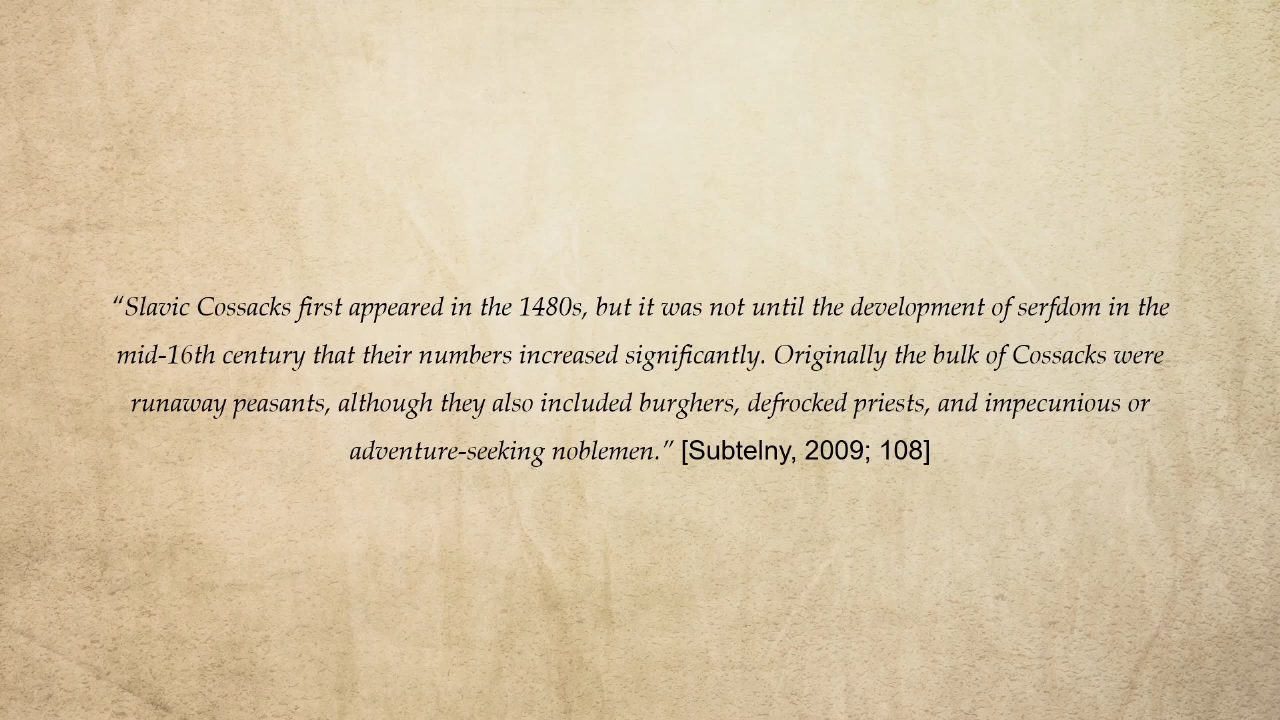 “Slavic Cossacks first appeared in the 1480s, but it was not until the development of serfdom in the
mid-16th century that their numbers increased significantly. Originally the bulk of Cossacks were
runaway peasants, although they also included burghers, defrocked priests, and impecunious or
adventure-seeking noblemen.” [Subtelny, 2009; 108]